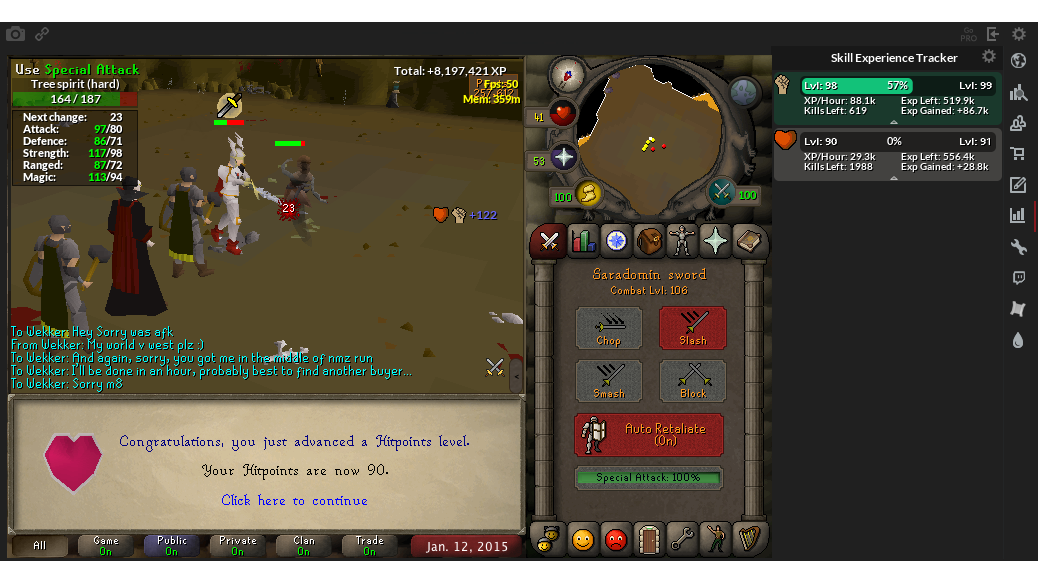 Go
PRO
Use Special Attack
Tree spirit (hard)
164 / 187
Next change: 23
Attack: 97/80
Defence: 86/71
Strength: 117/98
Ranged: 87/72
Magic: 113/94
Total: +8,197,421 XP
Fps:50
Mem:359m
23
+122
To Wekker: Hey Sorry was afk
From Wekker: My world v west plz :)
To Wekker: And again, sorry, you got me in the middle of nmz run
To Wekker: I'll be done in an hour, probably best to find another buyer...
To Wekker: Sorry m8
Congratulations, you just advanced a Hitpoints level.
Your Hitpoints are now 90.
Click here to continue
All
Game
On
Public
On
Private
On
Clan
On
Trade
On
Jan. 12, 2015
41
53
100
100
Saradomin sword
Combat Lvl: 106
Chop
Slash
Smash
Block
Auto Retaliate
(On)
Special Attack: 100%
Skill Experience Tracker
Lvl: 98 57% Lvl: 99
XP/Hour: 88.1k Exp Left: 519.9k
Kills Left: 619 Exp Gained: +86.7k
Lvl: 90 0% Lvl: 91
XP/Hour: 29.3k Exp Left: 556.4k
Kills Left: 1988 Exp Gained: +28.8k